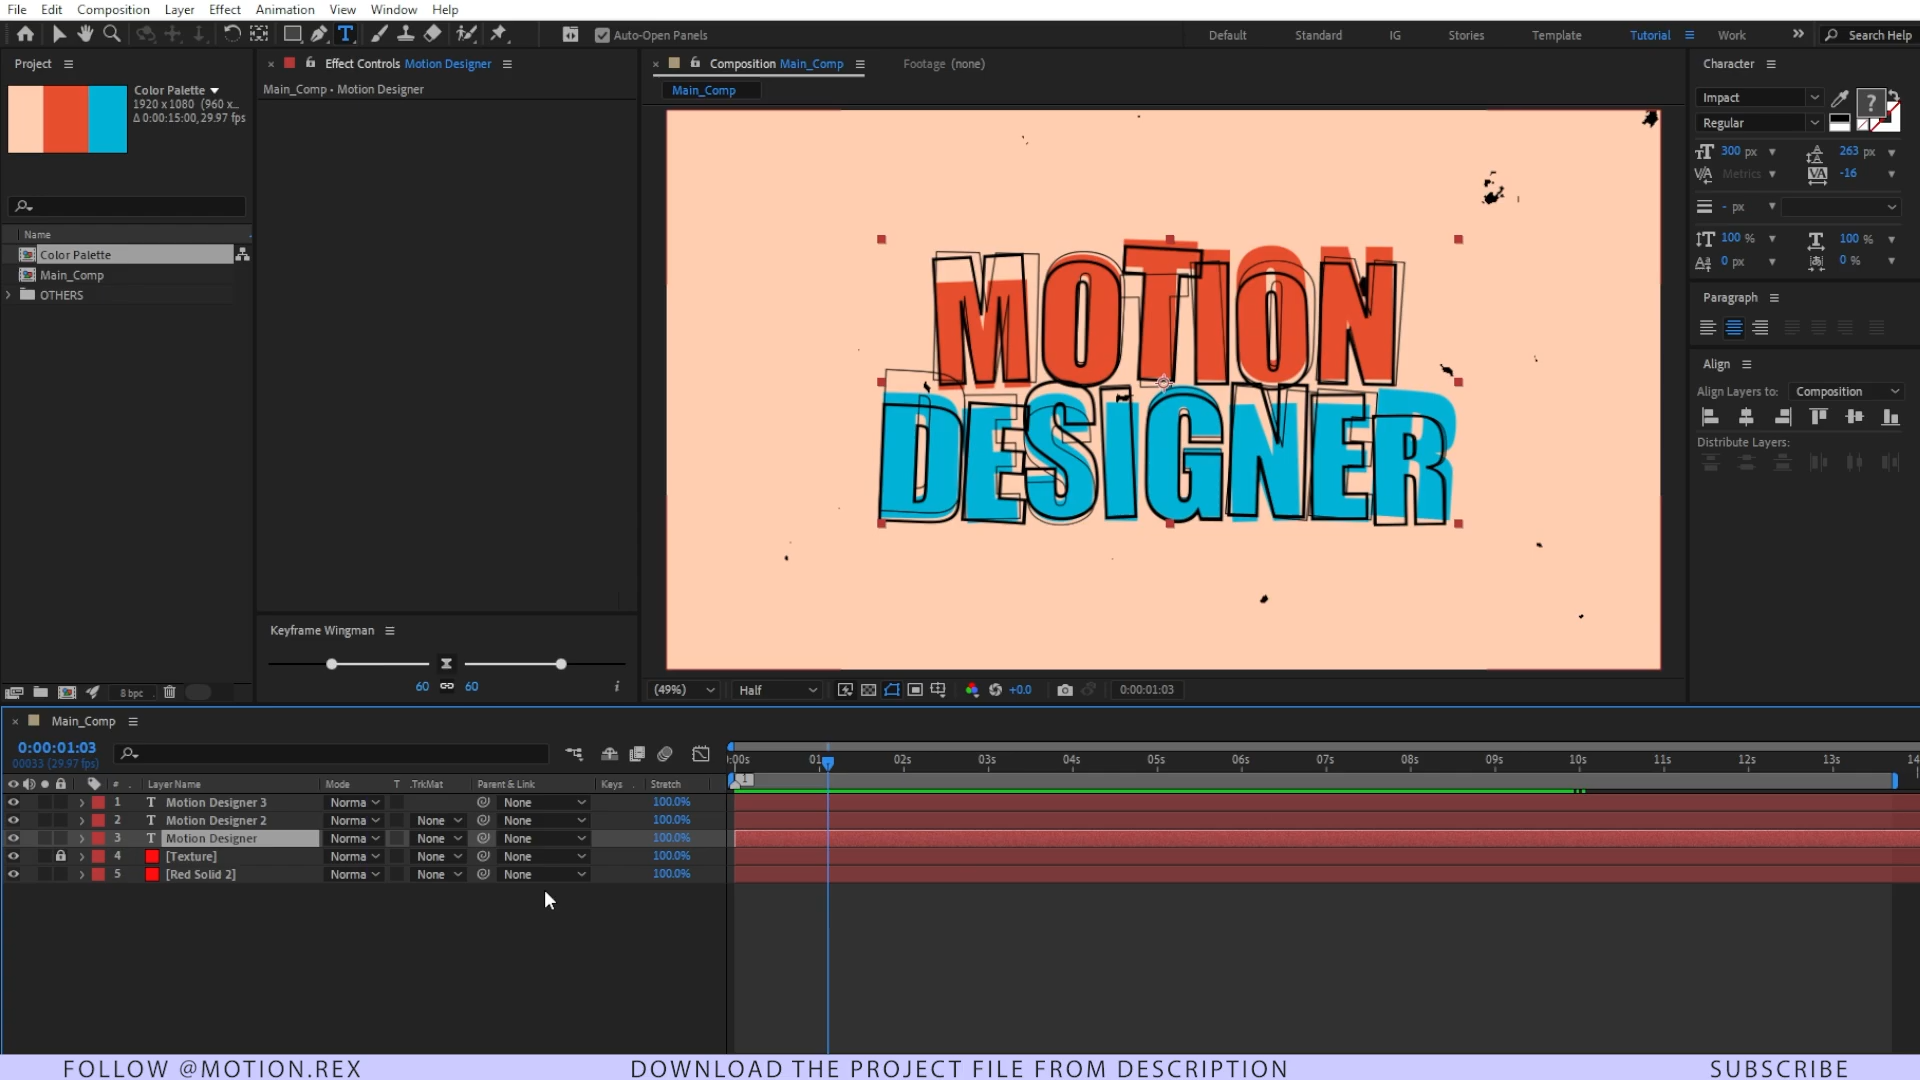 File Edit Composition Layer Effect Animation View Window Help
Auto-Open Panels
Default Standard IG Stories Template Tutorial Work Search Help
Project
Color Palette
1920 x 1080 (960 x...
Δ 0:00:15:00, 29.97 fps
Name
Color Palette
Main_Comp
OTHERS
8 bpc
Effect Controls Motion Designer
Main_Comp • Motion Designer
Keyframe Wingman
60 60
Composition Main_Comp
Footage (none)
Main_Comp
MOTION
DESIGNER
(49%) Half +0.0 0:00:01:03
Character
Impact
Regular
300 px 263 px
Metrics -16
- px
100 % 100 %
0 px 0 %
Paragraph
Align
Align Layers to: Composition
Distribute Layers:
Main_Comp
0:00:01:03
00033 (29.97 fps)
:00s 01 02s 03s 04s 05s 06s 07s 08s 09s 10s 11s 12s 13s 14
# Layer Name Mode T .TrkMat Parent & Link Keys Stretch
1
1 T Motion Designer 3 Norma None 100.0%
2 T Motion Designer 2 Norma None None 100.0%
3 T Motion Designer Norma None None 100.0%
4 [Texture] Norma None None 100.0%
5 [Red Solid 2] Norma None None 100.0%
FOLLOW @MOTION.REX DOWNLOAD THE PROJECT FILE FROM DESCRIPTION SUBSCRIBE